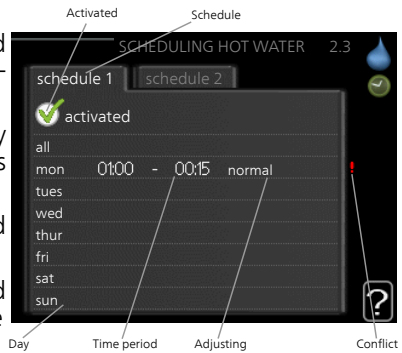 Activated
Schedule
SCHEDULING HOT WATER 2.3
schedule 1 schedule 2
activated
all
mon 01:00 - 00:15 normal !
tues
wed
thur
fri
sat
sun
?
Day Time period Adjusting Conflict